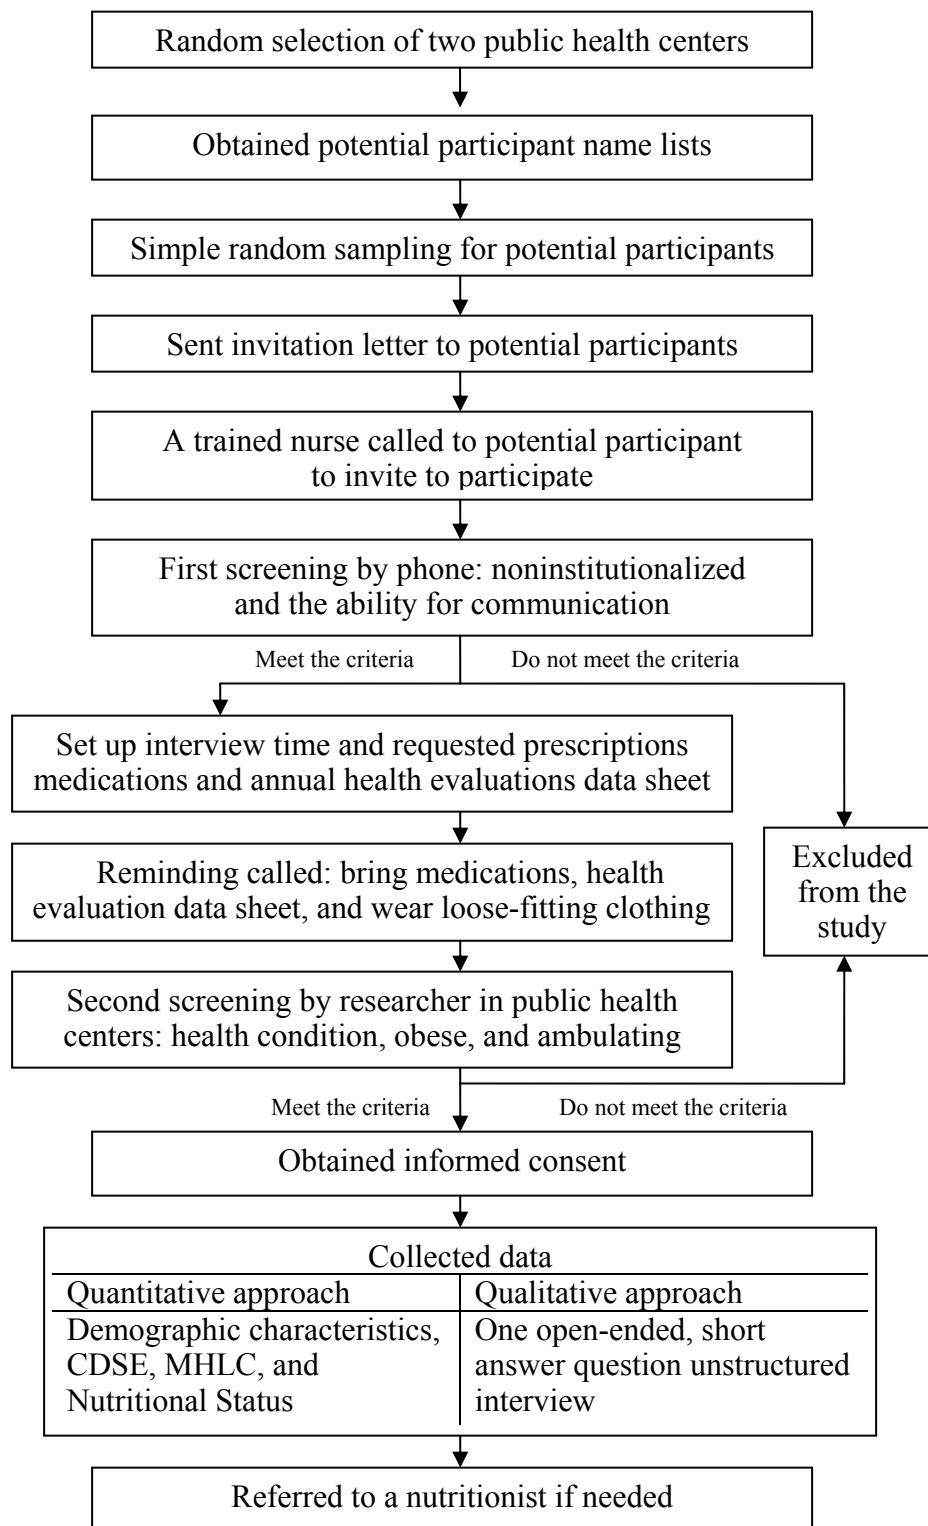 Random selection of two public health centers
Obtained potential participant name lists
Simple random sampling for potential participants
Sent invitation letter to potential participants
A trained nurse called to potential participant
to invite to participate
First screening by phone: noninstitutionalized
and the ability for communication
Meet the criteria
Do not meet the criteria
Set up interview time and requested prescriptions
medications and annual health evaluations data sheet
Reminding called: bring medications, health
evaluation data sheet, and wear loose-fitting clothing
Excluded
from the
study
Second screening by researcher in public health
centers: health condition, obese, and ambulating
Meet the criteria
Do not meet the criteria
Obtained informed consent
Collected data
Quantitative approach
Qualitative approach
Demographic characteristics,
CDSE, MHLC, and
Nutritional Status
One open-ended, short
answer question unstructured
interview
Referred to a nutritionist if needed